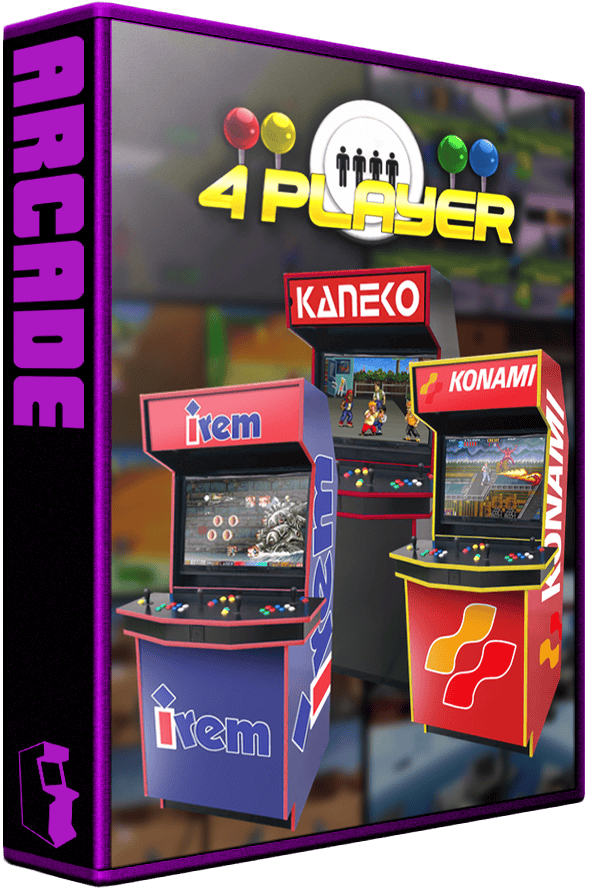 ARCADE
4 PLAYER
KANEKO
irem
KONAMI
irem
KONAMI
irem